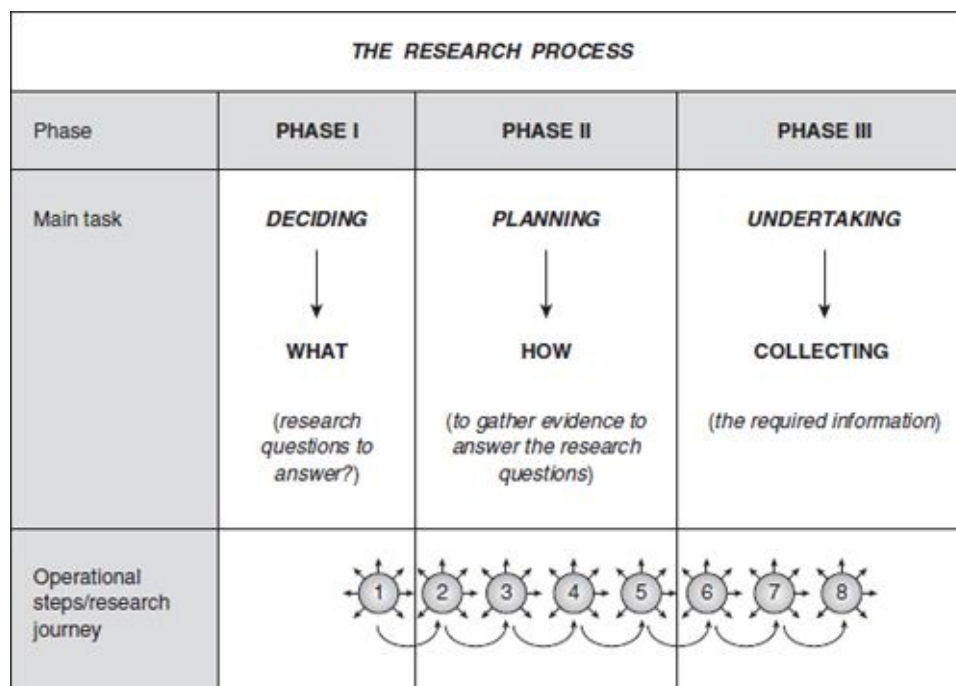 THE RESEARCH PROCESS
Phase
PHASE I
PHASE II
PHASE III
Main task
DECIDING
PLANNING
UNDERTAKING
WHAT
HOW
COLLECTING
(research
questions to
answer?)
(to gather evidence to
answer the research
questions)
(the required information)
Operational
steps/research
journey
1 2 3 4 5 6 7 8